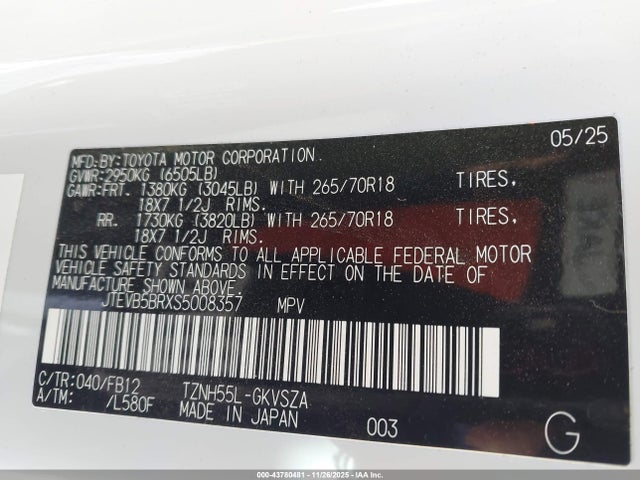 05/25
MFD. BY: TOYOTA MOTOR CORPORATION.
GVWR: 2950KG (6505LB)
GAWR: FRT. 1380KG (3045LB) WITH 265/70R18 TIRES,
18X7 1/2J RIMS.
RR. 1730KG (3820LB) WITH 265/70R18 TIRES,
18X7 1/2J RIMS.
THIS VEHICLE CONFORMS TO ALL APPLICABLE FEDERAL MOTOR
VEHICLE SAFETY STANDARDS IN EFFECT ON THE DATE OF
MANUFACTURE SHOWN ABOVE.
JTEVB5BRXS5008357 MPV
C/TR: 040/FB12 TZNH55L-GKVSZA
A/TM: /L580F MADE IN JAPAN 003 G
000-43780481 - 11/26/2025 - IAA Inc.